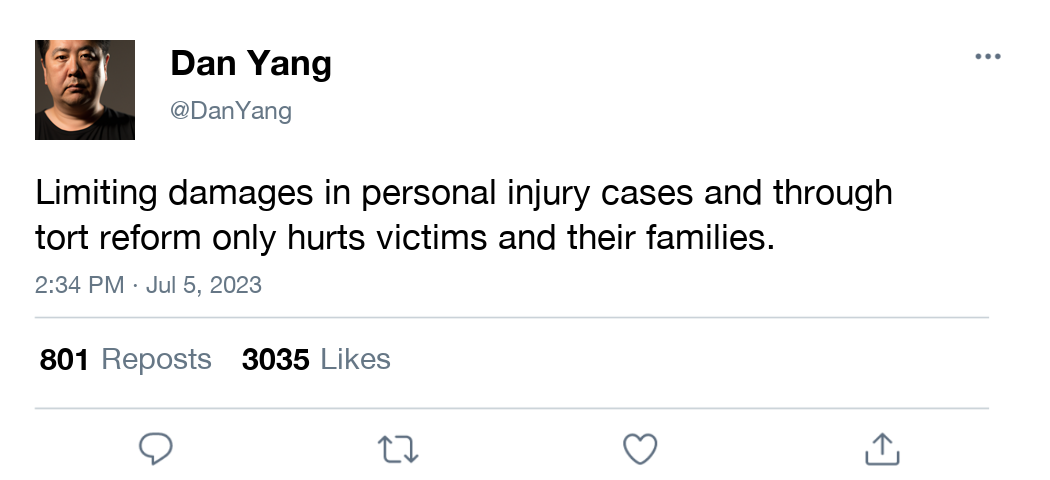 Dan Yang
@DanYang
Limiting damages in personal injury cases and through
tort reform only hurts victims and their families.
2:34 PM · Jul 5, 2023
801 Reposts 3035 Likes